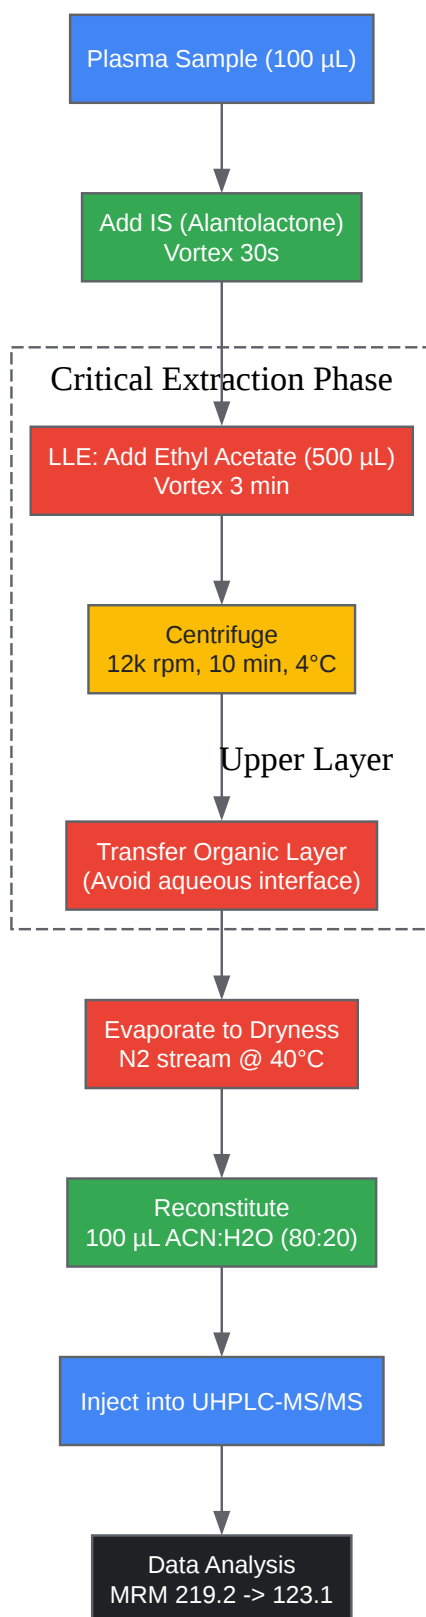 Plasma Sample (100 µL)
Add IS (Alantolactone)
Vortex 30s
Critical Extraction Phase
LLE: Add Ethyl Acetate (500 µL)
Vortex 3 min
Centrifuge
12k rpm, 10 min, 4°C
Upper Layer
Transfer Organic Layer
(Avoid aqueous interface)
Evaporate to Dryness
N2 stream @ 40°C
Reconstitute
100 µL ACN:H2O (80:20)
Inject into UHPLC-MS/MS
Data Analysis
MRM 219.2 -> 123.1